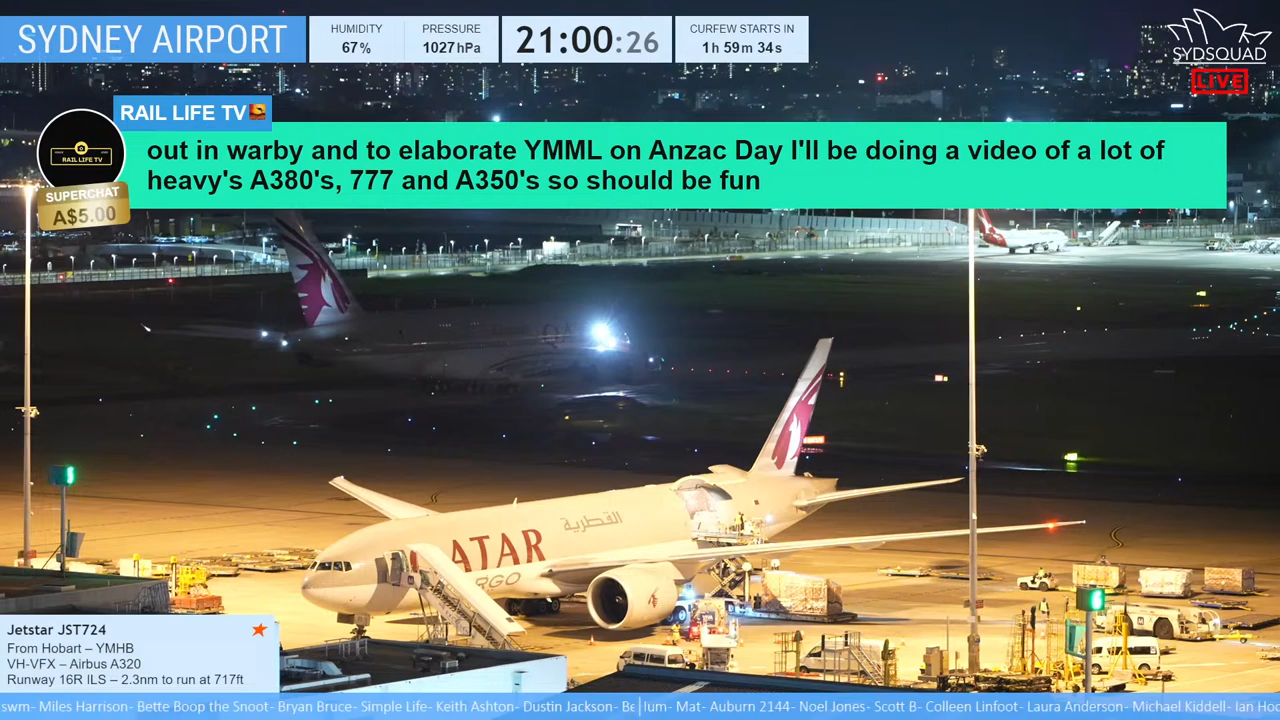 SYDNEY AIRPORT
HUMIDITY
67%
PRESSURE
1027hPa
21:00:26
CURFEW STARTS IN
1h 59m 34s
SYDSQUAD
LIVE
RAIL LIFE TV
RAIL LIFE TV
SUPERCHAT
A$5.00
out in warby and to elaborate YMML on Anzac Day I'll be doing a video of a lot of
heavy's A380's, 777 and A350's so should be fun
QATAR
القطرية
RGO
Jetstar JST724
From Hobart – YMHB
VH-VFX – Airbus A320
Runway 16R ILS – 2.3nm to run at 717ft
swm- Miles Harrison- Bette Boop the Snoot- Bryan Bruce- Simple Life- Keith Ashton- Dustin Jackson- Be
lum- Mat- Auburn 2144- Noel Jones- Scott B- Colleen Linfoot- Laura Anderson- Michael Kiddell- Ian Hoo